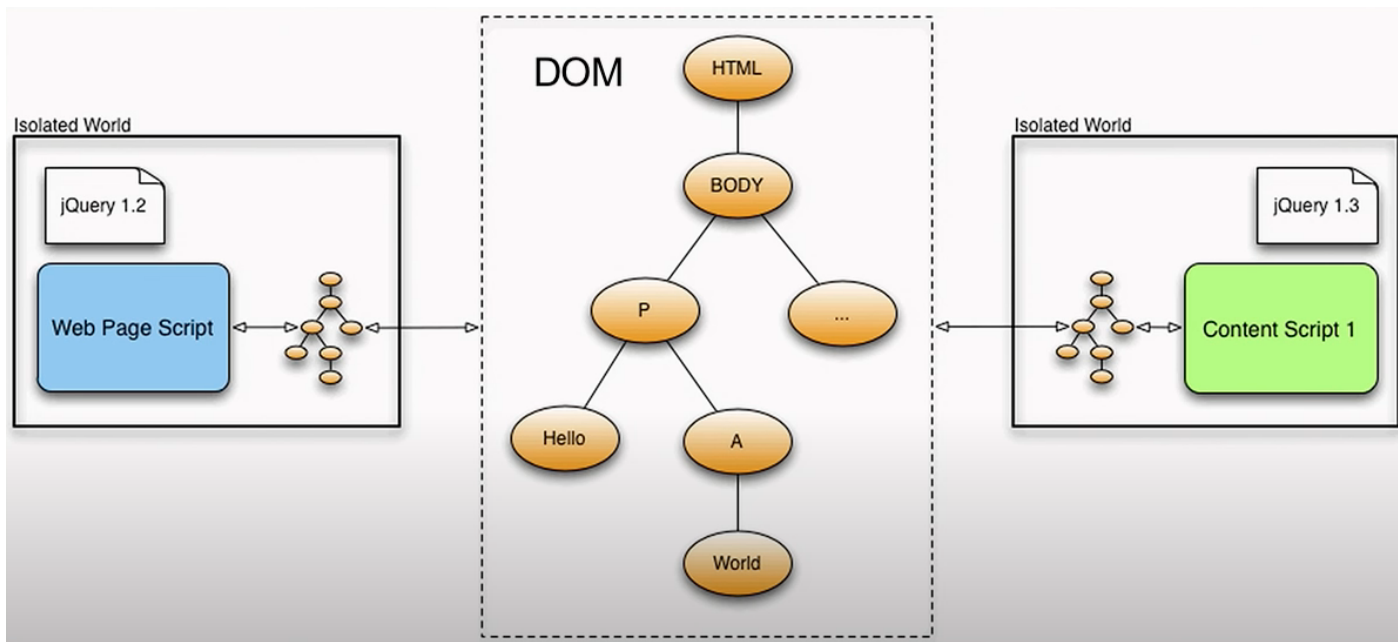 DOM
HTML
Isolated World
Isolated World
jQuery 1.2
BODY
jQuery 1.3
Web Page Script
P
...
Content Script 1
Hello
A
World